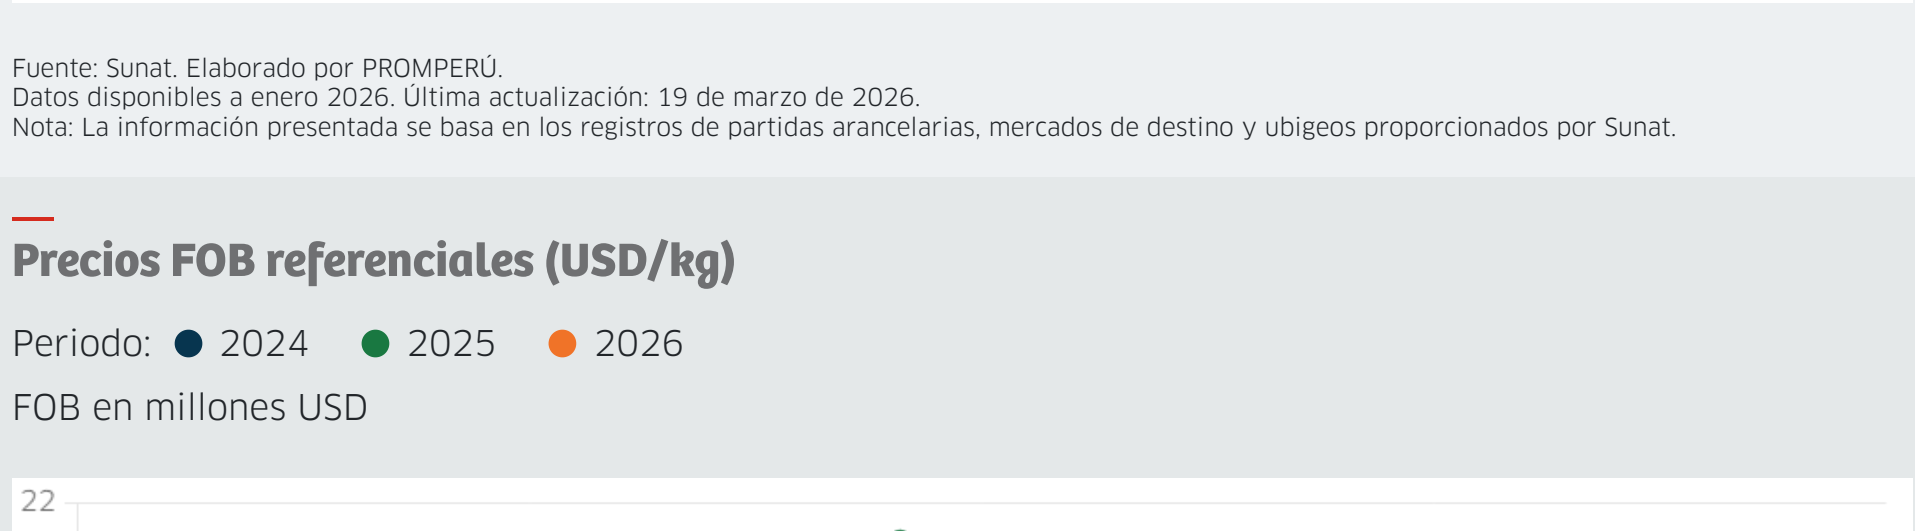 Fuente: Sunat. Elaborado por PROMPERÚ.
Datos disponibles a enero 2026. Última actualización: 19 de marzo de 2026.
Nota: La información presentada se basa en los registros de partidas arancelarias, mercados de destino y ubigeos proporcionados por Sunat.
Precios FOB referenciales (USD/kg)
Periodo: 2024 2025 2026
FOB en millones USD
22